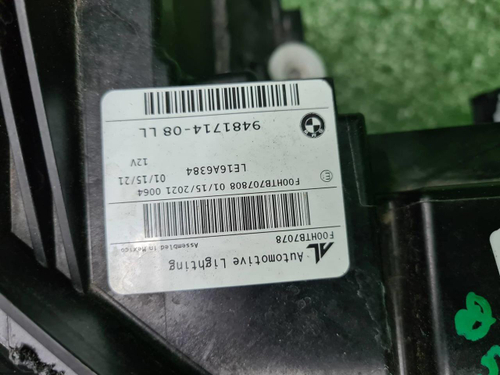 AL Automotive Lighting
F00HTB7078
Assembled in Mexico
F00HTB707808 01/15/2021 0064
LE16A6384 01/15/21
12V
9481714-08 LL